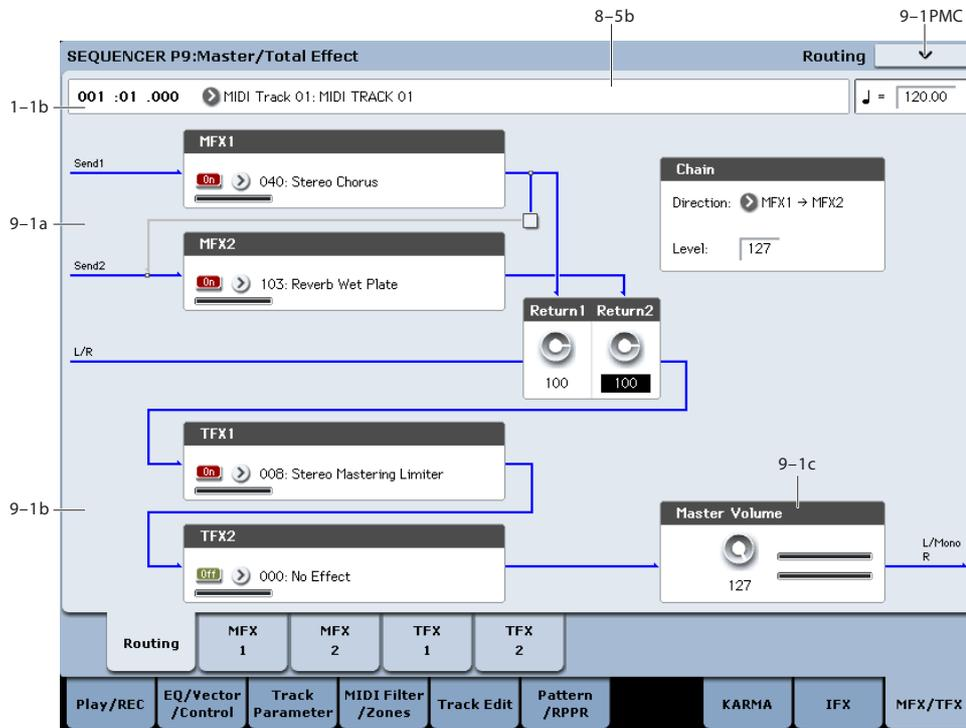 8–5b
9–1PMC
SEQUENCER P9:Master/Total Effect
Routing
1–1b
001 :01 .000
MIDI Track 01: MIDI TRACK 01
♩ = 120.00
MFX1
Send1
On
040: Stereo Chorus
Chain
Direction:
MFX1 → MFX2
Level:
127
9–1a
MFX2
Send2
On
103: Reverb Wet Plate
Return1 Return2
L/R
100
100
TFX1
On
008: Stereo Mastering Limiter
9–1c
9–1b
Master Volume
TFX2
Off
000: No Effect
127
L/Mono
R
Routing
MFX
1
MFX
2
TFX
1
TFX
2
Play/REC
EQ/Vector
/Control
Track
Parameter
MIDI Filter
/Zones
Track Edit
Pattern
/RPPR
KARMA
IFX
MFX/TFX